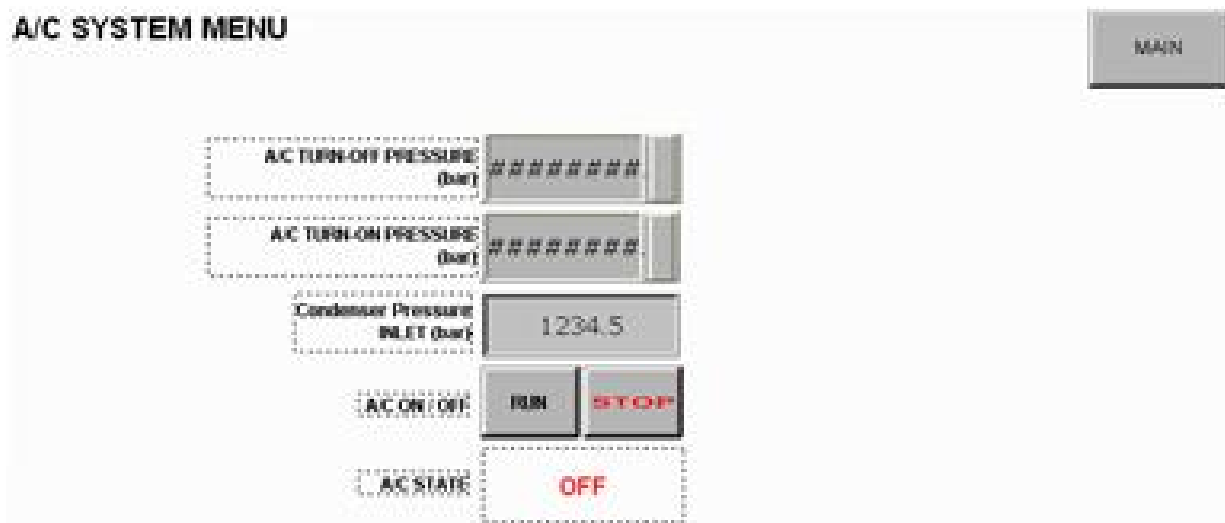 A/C SYSTEM MENU
MAIN
A/C TURN-OFF PRESSURE
(bar)
########.
A/C TURN-ON PRESSURE
(bar)
########.
Condenser Pressure
INLET (bar)
1234.5
A/C ON / OFF
RUN
STOP
A/C STATE
OFF